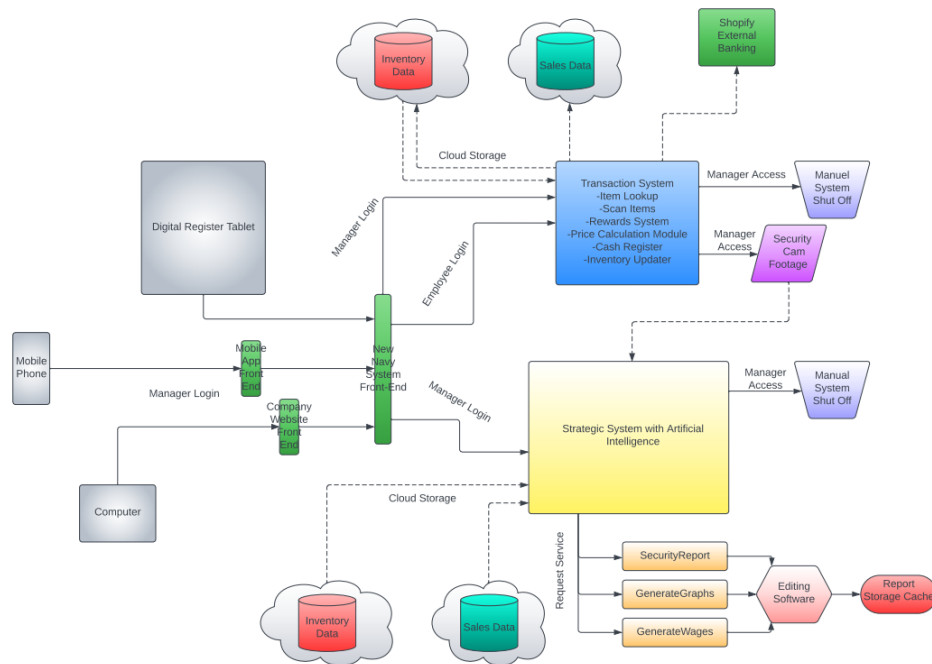 Shopify
External
Banking
Inventory
Data
Sales Data
Cloud Storage
Transaction System
-Item Lookup
-Scan Items
-Rewards System
-Price Calculation Module
-Cash Register
-Inventory Updater
Manager Access
Manuel
System
Shut Off
Manager
Access
Security
Cam
Footage
Digital Register Tablet
Manager Login
Employee Login
Mobile
Phone
Mobile
App
Front
End
New
Navy
System
Front-End
Manager Login
Company
Website
Front
End
Manager Login
Strategic System with Artificial
Intelligence
Manager
Access
Manual
System
Shut Off
Computer
Cloud Storage
Request Service
SecurityReport
GenerateGraphs
GenerateWages
Editing
Software
Report
Storage Cache
Inventory
Data
Sales Data